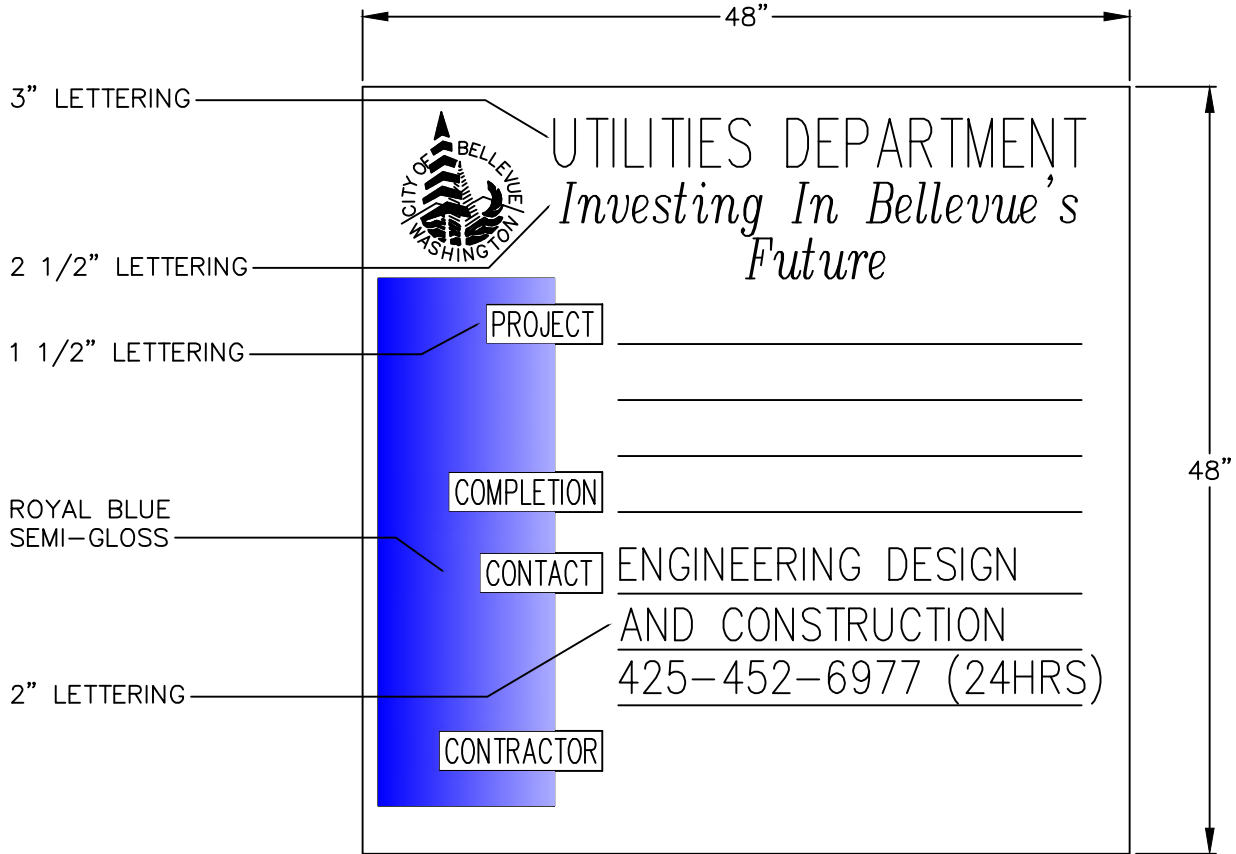 48”
3” LETTERING
CITY OF BELLEVUE
WASHINGTON
UTILITIES DEPARTMENT
Investing In Bellevue's
Future
2 1/2” LETTERING
PROJECT
1 1/2” LETTERING
48”
COMPLETION
ROYAL BLUE
SEMI-GLOSS
CONTACT
ENGINEERING DESIGN
AND CONSTRUCTION
425-452-6977 (24HRS)
2” LETTERING
CONTRACTOR